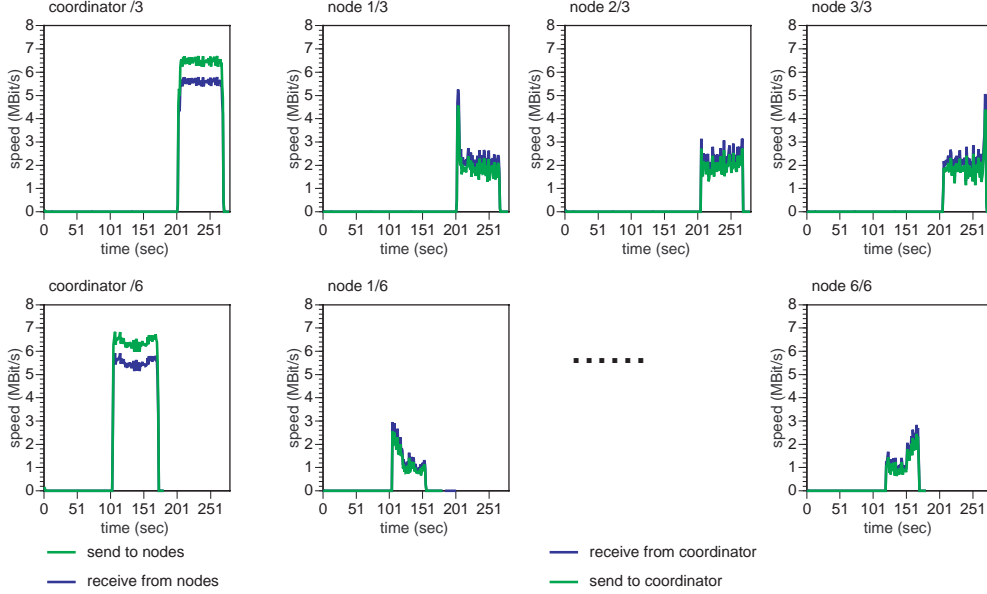 coordinator /3
node 1/3
node 2/3
node 3/3
8
7
6
5
4
3
2
1
0
speed (MBit/s)
0 51 101 151 201 251
time (sec)
8
7
6
5
4
3
2
1
0
speed (MBit/s)
0 51 101 151 201 251
time (sec)
8
7
6
5
4
3
2
1
0
speed (MBit/s)
0 51 101 151 201 251
time (sec)
8
7
6
5
4
3
2
1
0
speed (MBit/s)
0 51 101 151 201 251
time (sec)
coordinator /6
node 1/6
node 6/6
8
7
6
5
4
3
2
1
0
speed (MBit/s)
0 51 101 151 201 251
time (sec)
8
7
6
5
4
3
2
1
0
speed (MBit/s)
0 51 101 151 201 251
time (sec)
8
7
6
5
4
3
2
1
0
speed (MBit/s)
0 51 101 151 201 251
time (sec)
send to nodes
receive from nodes
receive from coordinator
send to coordinator